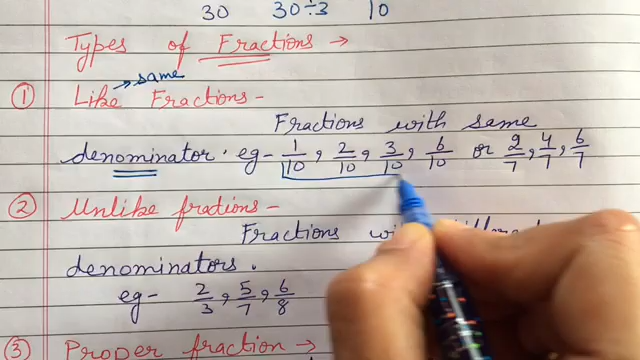 30 30÷3 10
Types of Fractions →
→ same
① Like Fractions -
Fractions with same
denominator. eg - 1/10, 2/10, 3/10, 6/10 or 2/7, 4/7, 6/7
② Unlike fractions -
Fractions
denominators.
eg - 2/3, 5/7, 6/8
③ Proper fraction →